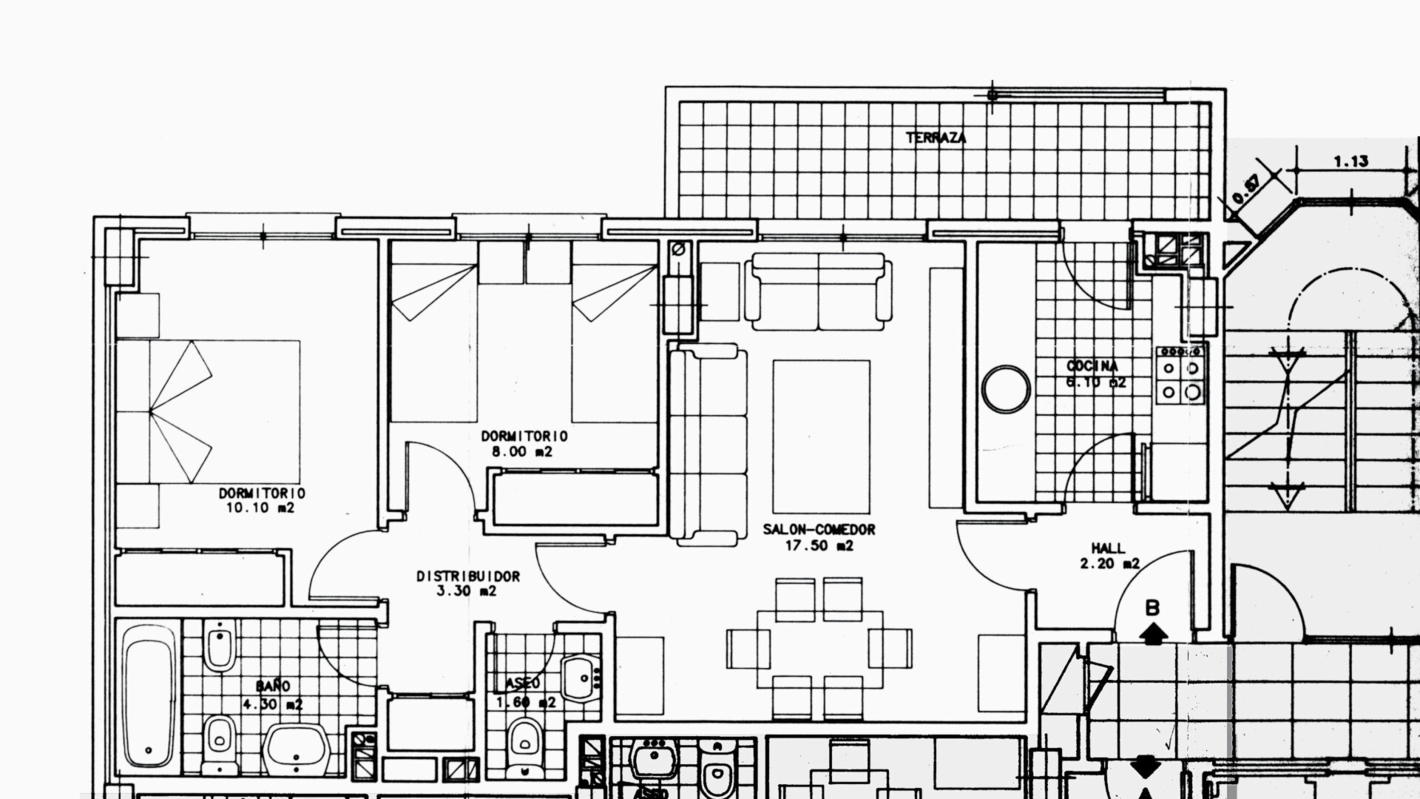 TERRAZA
1.13
0.57
COCINA
6.10 m2
DORMITORIO
8.00 m2
DORMITORIO
10.10 m2
SALON-COMEDOR
17.50 m2
HALL
2.20 m2
DISTRIBUIDOR
3.30 m2
B
BAÑO
4.30 m2
ASEO
1.60 m2
ASEO
A